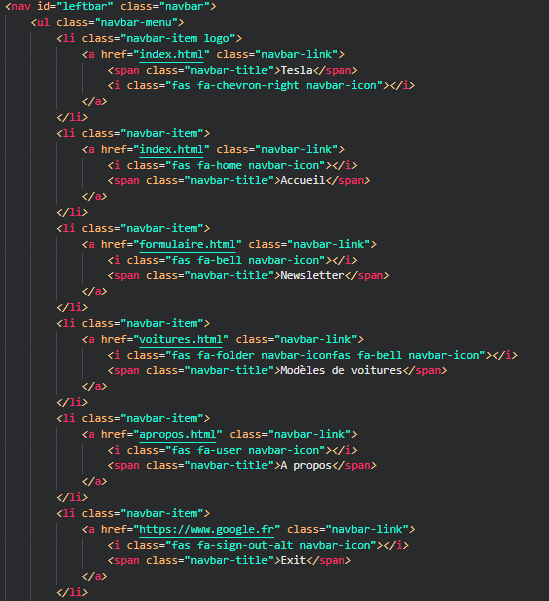 <nav id="leftbar" class="navbar">
<ul class="navbar-menu">
<li class="navbar-item logo">
<a href="index.html" class="navbar-link">
<span class="navbar-title">Tesla</span>
<i class="fas fa-chevron-right navbar-icon"></i>
</a>
</li>
<li class="navbar-item">
<a href="index.html" class="navbar-link">
<i class="fas fa-home navbar-icon"></i>
<span class="navbar-title">Accueil</span>
</a>
</li>
<li class="navbar-item">
<a href="formulaire.html" class="navbar-link">
<i class="fas fa-bell navbar-icon"></i>
<span class="navbar-title">Newsletter</span>
</a>
</li>
<li class="navbar-item">
<a href="voitures.html" class="navbar-link">
<i class="fas fa-folder navbar-iconfas fa-bell navbar-icon"></i>
<span class="navbar-title">Modèles de voitures</span>
</a>
</li>
<li class="navbar-item">
<a href="apropos.html" class="navbar-link">
<i class="fas fa-user navbar-icon"></i>
<span class="navbar-title">A propos</span>
</a>
</li>
<li class="navbar-item">
<a href="https://www.google.fr" class="navbar-link">
<i class="fas fa-sign-out-alt navbar-icon"></i>
<span class="navbar-title">Exit</span>
</a>
</li>